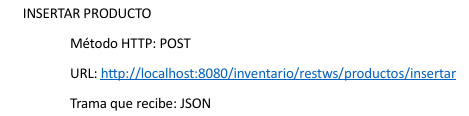 INSERTAR PRODUCTO
Método HTTP: POST
URL: http://localhost:8080/inventario/restws/productos/insertar
Trama que recibe: JSON